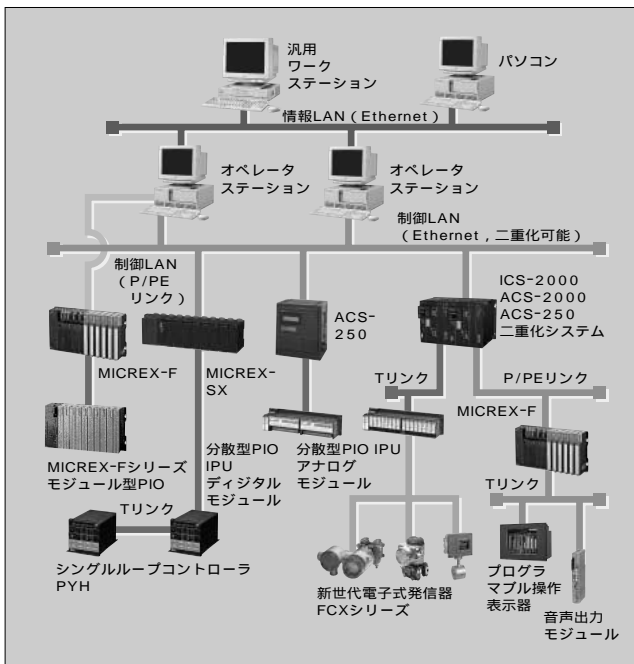 汎用
ワーク
ステーション
パソコン
情報LAN（Ethernet）
オペレータ
ステーション
オペレータ
ステーション
制御LAN
（Ethernet，二重化可能）
制御LAN
（P/PE
リンク）
ICS-2000
ACS-2000
ACS-250
二重化システム
ACS-
250
MICREX-F
MICREX-
SX
Tリンク
P/PEリンク
MICREX-F
MICREX-Fシリーズ
モジュール型PIO
分散型PIO
IPU
ディジタル
モジュール
分散型PIO IPU
アナログ
モジュール
Tリンク
Tリンク
シングルループコントローラ
PYH
新世代電子式発信器
FCXシリーズ
プログラ
マブル操作
表示器
音声出力
モジュール